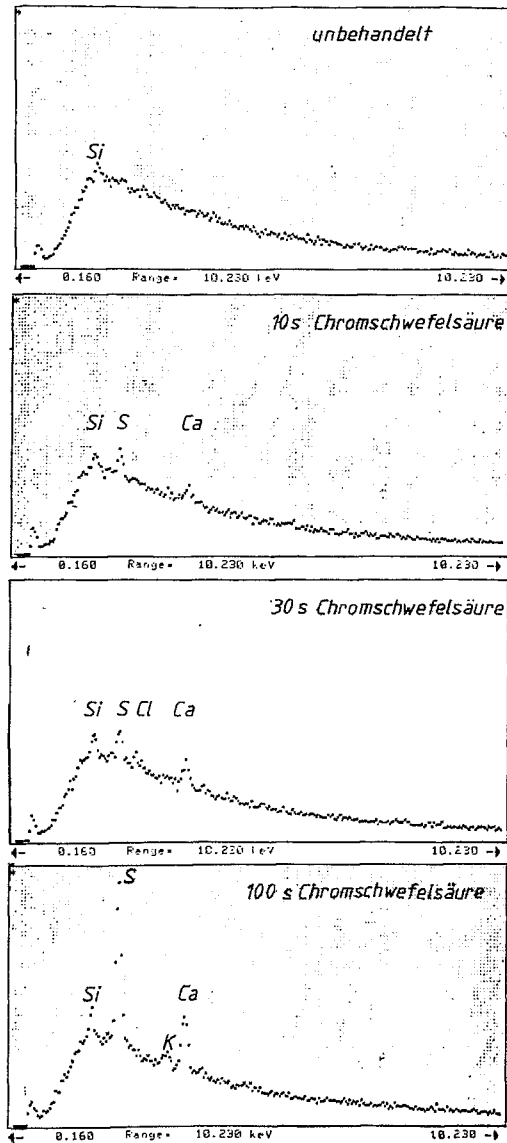 unbehandelt
Si
0.160 Range= 10.230 keV 10.230
10s Chromschwefelsäure
Si S Ca
0.160 Range= 10.230 keV 10.230
30s Chromschwefelsäure
Si S Cl Ca
0.160 Range= 10.230 keV 10.230
S
100 s Chromschwefelsäure
Si Ca
K
0.160 Range= 10.230 keV 10.230